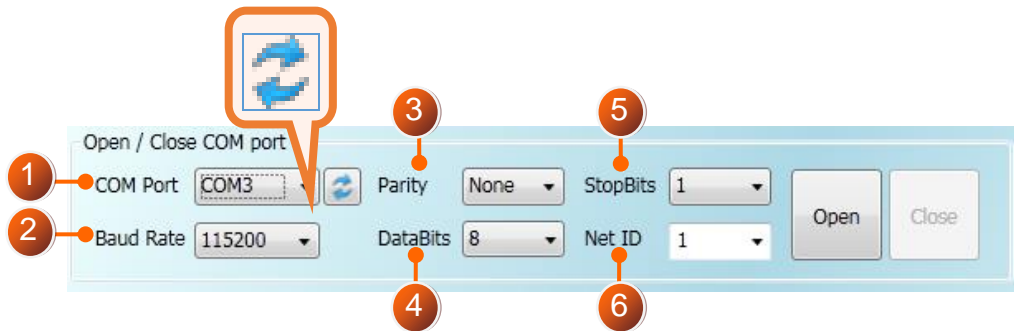 3
5
Open / Close COM port
1
COM Port
COM3
Parity
None
StopBits
1
2
Baud Rate
115200
DataBits
8
Net ID
1
Open
Close
4
6